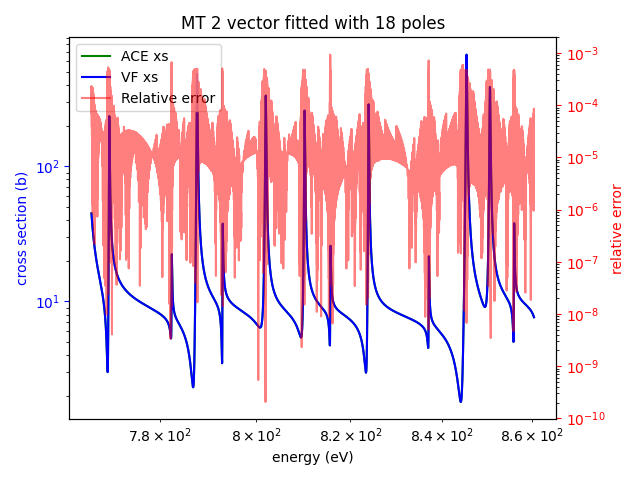 MT 2 vector fitted with 18 poles
ACE xs
VF xs
Relative error
cross section (b)
10²
10¹
relative error
10⁻³
10⁻⁴
10⁻⁵
10⁻⁶
10⁻⁷
10⁻⁸
10⁻⁹
10⁻¹⁰
7.8 × 10² 8 × 10² 8.2 × 10² 8.4 × 10² 8.6 × 10²
energy (eV)